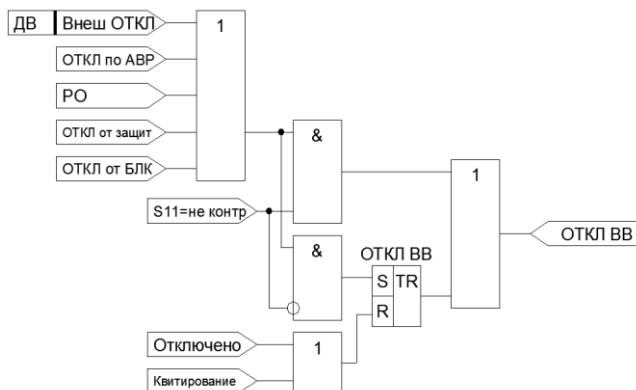 ДВ Внеш ОТКЛ
1
ОТКЛ по АВР
РО
ОТКЛ от защит
ОТКЛ от БЛК
&
1
S11=не контр
ОТКЛ ВВ
&
ОТКЛ ВВ
S TR
R
Отключено
1
Квитирование